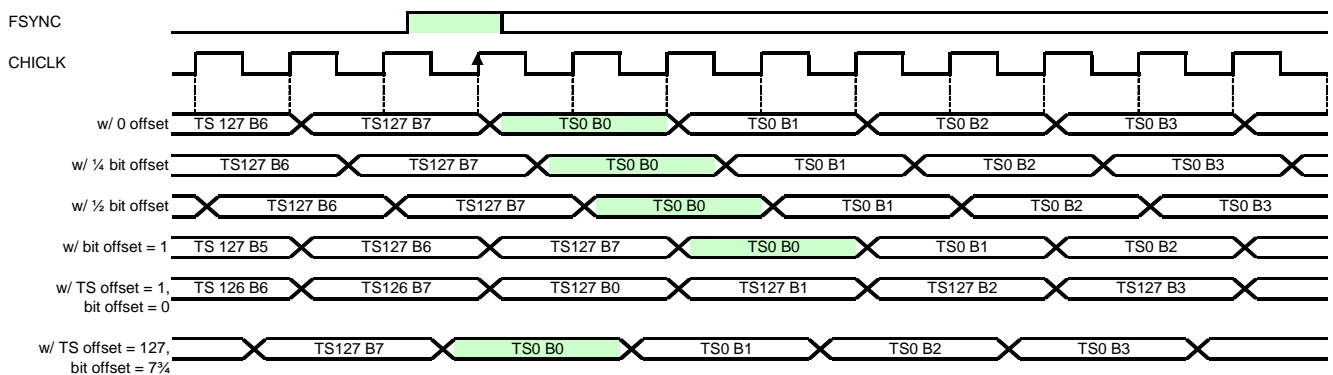 FSYNC
CHICLK
w/ 0 offset TS 127 B6 TS127 B7 TS0 B0 TS0 B1 TS0 B2 TS0 B3
w/ ¼ bit offset TS127 B6 TS127 B7 TS0 B0 TS0 B1 TS0 B2 TS0 B3
w/ ½ bit offset TS127 B6 TS127 B7 TS0 B0 TS0 B1 TS0 B2 TS0 B3
w/ bit offset = 1 TS 127 B5 TS127 B6 TS127 B7 TS0 B0 TS0 B1 TS0 B2
w/ TS offset = 1, TS 126 B6 TS126 B7 TS127 B0 TS127 B1 TS127 B2 TS127 B3
bit offset = 0
w/ TS offset = 127, TS127 B7 TS0 B0 TS0 B1 TS0 B2 TS0 B3
bit offset = 7¾